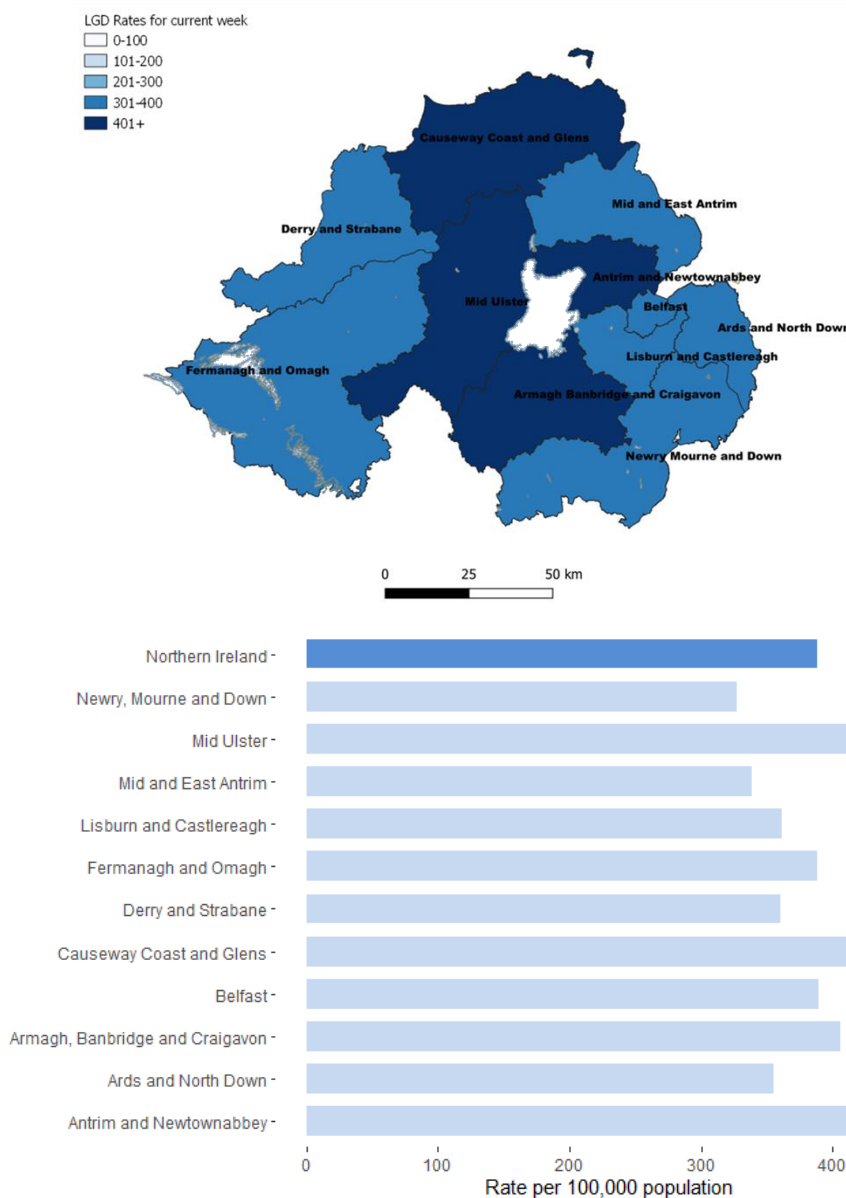 LGD Rates for current week
0-100
101-200
201-300
301-400
401+
Causeway Coast and Glens
Mid and East Antrim
Derry and Strabane
Antrim and Newtownabbey
Mid Ulster
Belfast
Ards and North Down
Lisburn and Castlereagh
Fermanagh and Omagh
Armagh Banbridge and Craigavon
Newry Mourne and Down
0 25 50 km
Northern Ireland
Newry, Mourne and Down
Mid Ulster
Mid and East Antrim
Lisburn and Castlereagh
Fermanagh and Omagh
Derry and Strabane
Causeway Coast and Glens
Belfast
Armagh, Banbridge and Craigavon
Ards and North Down
Antrim and Newtownabbey
0 100 200 300 400
Rate per 100,000 population